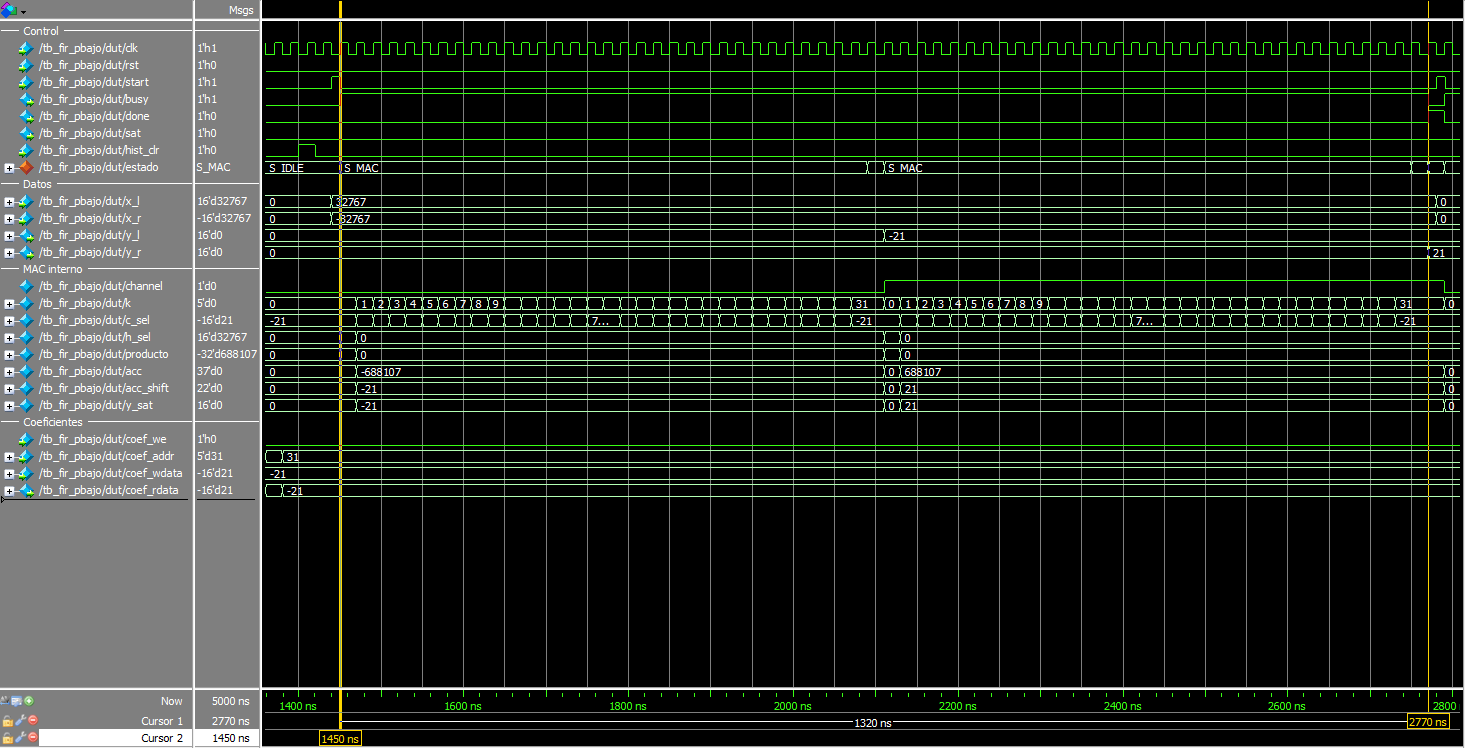 Msgs
Control
/tb_fir_pbajo/dut/clk 1'h1
/tb_fir_pbajo/dut/rst 1'h0
/tb_fir_pbajo/dut/start 1'h1
/tb_fir_pbajo/dut/busy 1'h1
/tb_fir_pbajo/dut/done 1'h0
/tb_fir_pbajo/dut/sat 1'h0
/tb_fir_pbajo/dut/hist_clr 1'h0
/tb_fir_pbajo/dut/estado S_MAC S_IDLE S_MAC S_MAC
Datos
/tb_fir_pbajo/dut/x_l 16'd32767 0 32767 0
/tb_fir_pbajo/dut/x_r -16'd32767 0 -32767 0
/tb_fir_pbajo/dut/y_l 16'd0 0 -21
/tb_fir_pbajo/dut/y_r 16'd0 0 21
MAC interno
/tb_fir_pbajo/dut/channel 1'd0
/tb_fir_pbajo/dut/k 5'd0 0 1 2 3 4 5 6 7 8 9 31 0 1 2 3 4 5 6 7 8 9 31 0
/tb_fir_pbajo/dut/c_sel -16'd21 -21 7... -21 7... -21
/tb_fir_pbajo/dut/h_sel 16'd32767 0 0 0
/tb_fir_pbajo/dut/producto -32'd688107 0 0 0
/tb_fir_pbajo/dut/acc 37'd0 0 -688107 0 688107 0
/tb_fir_pbajo/dut/acc_shift 22'd0 0 -21 0 21 0
/tb_fir_pbajo/dut/y_sat 16'd0 0 -21 0 21 0
Coeficientes
/tb_fir_pbajo/dut/coef_we 1'h0
/tb_fir_pbajo/dut/coef_addr 5'd31 31
/tb_fir_pbajo/dut/coef_wdata -16'd21 -21
/tb_fir_pbajo/dut/coef_rdata -16'd21 -21
Now 5000 ns 1400 ns 1600 ns 1800 ns 2000 ns 2200 ns 2400 ns 2600 ns 2800
Cursor 1 2770 ns 1320 ns 2770 ns
Cursor 2 1450 ns 1450 ns